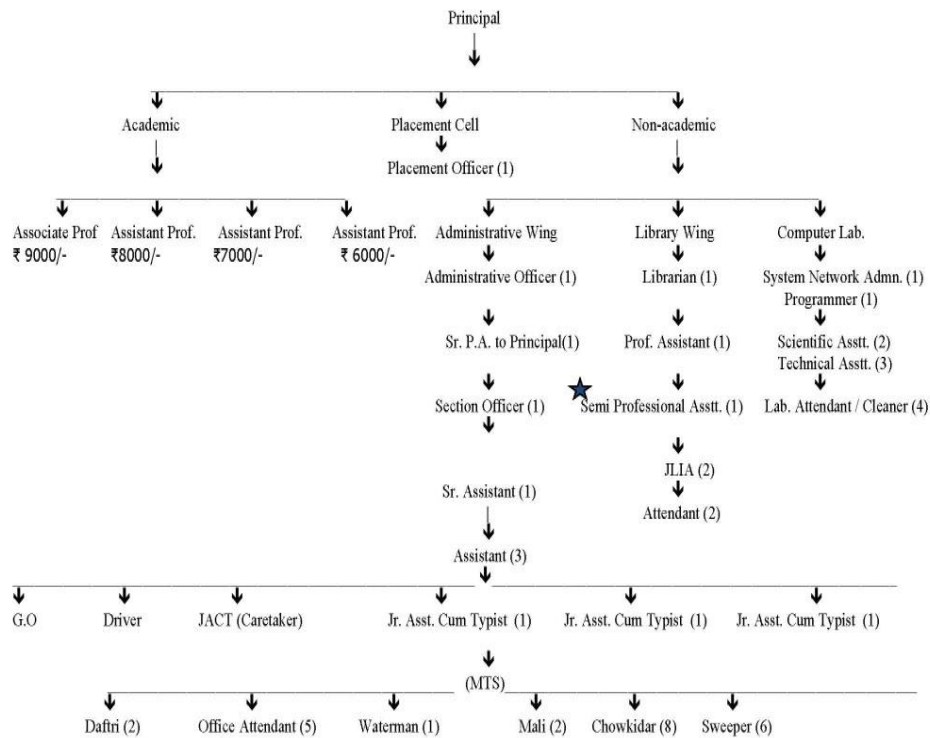 Principal
Academic Placement Cell Non-academic
Placement Officer (1)
Associate Prof Assistant Prof. Assistant Prof. Assistant Prof. Administrative Wing Library Wing Computer Lab.
₹ 9000/- ₹8000/- ₹7000/- ₹ 6000/-
Administrative Officer (1) Librarian (1) System Network Admn. (1)
Programmer (1)
Sr. P.A. to Principal(1) Prof. Assistant (1) Scientific Asstt. (2)
Technical Asstt. (3)
Section Officer (1) Semi Professional Asstt. (1) Lab. Attendant / Cleaner (4)
JLIA (2)
Sr. Assistant (1)
Attendant (2)
Assistant (3)
G.O Driver JACT (Caretaker) Jr. Asst. Cum Typist (1) Jr. Asst. Cum Typist (1) Jr. Asst. Cum Typist (1)
(MTS)
Daftri (2) Office Attendant (5) Waterman (1) Mali (2) Chowkidar (8) Sweeper (6)